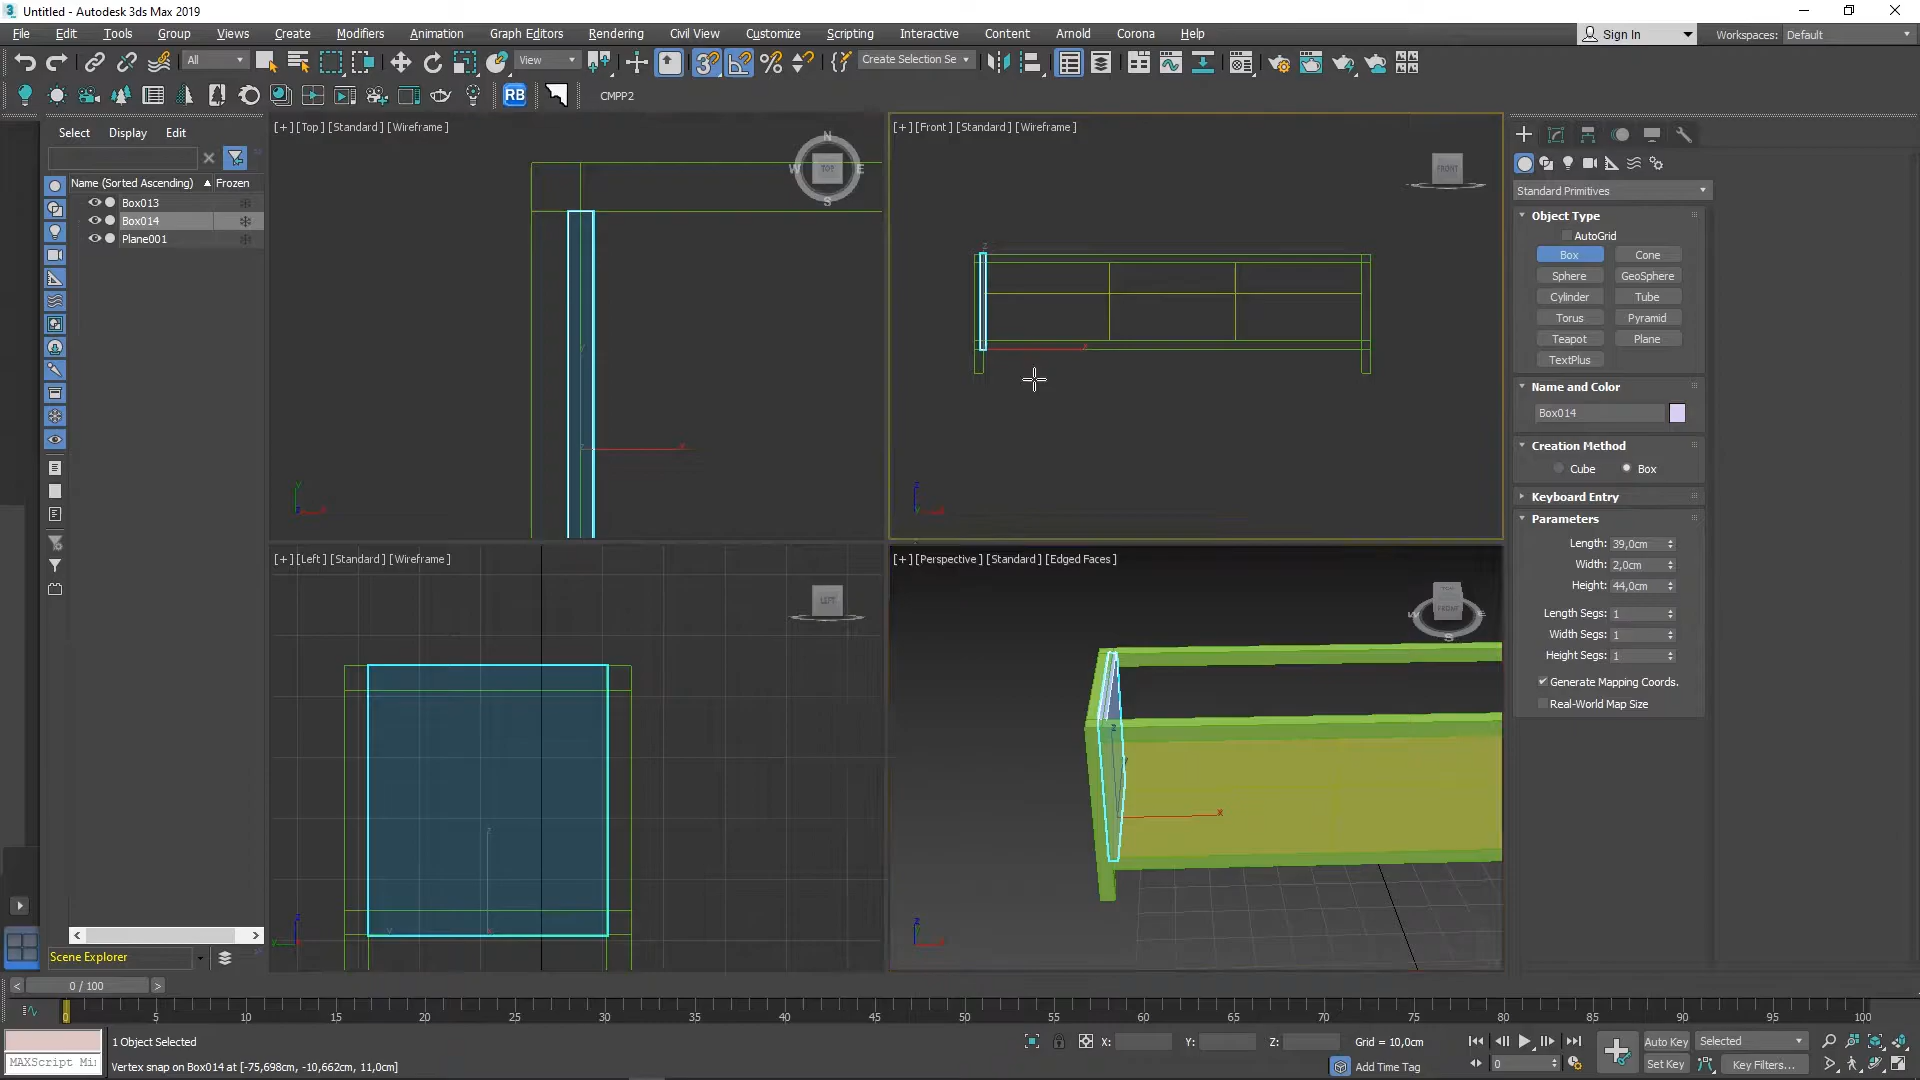 Untitled - Autodesk 3ds Max 2019
File Edit Tools Group Views Create Modifiers Animation Graph Editors Rendering Civil View Customize Scripting Interactive Content Arnold Corona Help
Sign In Workspaces: Default
All View Create Selection Se
RB CMPP2
Select Display Edit
[+] [Top] [Standard] [Wireframe]
[+] [Front] [Standard] [Wireframe]
N
W TOP E
S
FRONT
Name (Sorted Ascending) Frozen
Box013
Box014
Plane001
Standard Primitives
Object Type
AutoGrid
Box Cone
Sphere GeoSphere
Cylinder Tube
Torus Pyramid
Teapot Plane
TextPlus
Name and Color
Box014
Creation Method
Cube Box
Keyboard Entry
Parameters
Length: 39,0cm
Width: 2,0cm
Height: 44,0cm
Length Segs: 1
Width Segs: 1
Height Segs: 1
Generate Mapping Coords.
Real-World Map Size
[+] [Left] [Standard] [Wireframe]
[+] [Perspective] [Standard] [Edged Faces]
LEFT
FRONT
W
S
Scene Explorer
0 / 100
0 5 10 15 20 25 30 35 40 45 50 55 60 65 70 75 80 85 90 95 100
1 Object Selected
X: Y: Z: Grid = 10,0cm
Auto Key Selected
MAXScript Mi
Vertex snap on Box014 at [-75,698cm, -10,662cm, 11,0cm]
Add Time Tag
0
Set Key Key Filters...